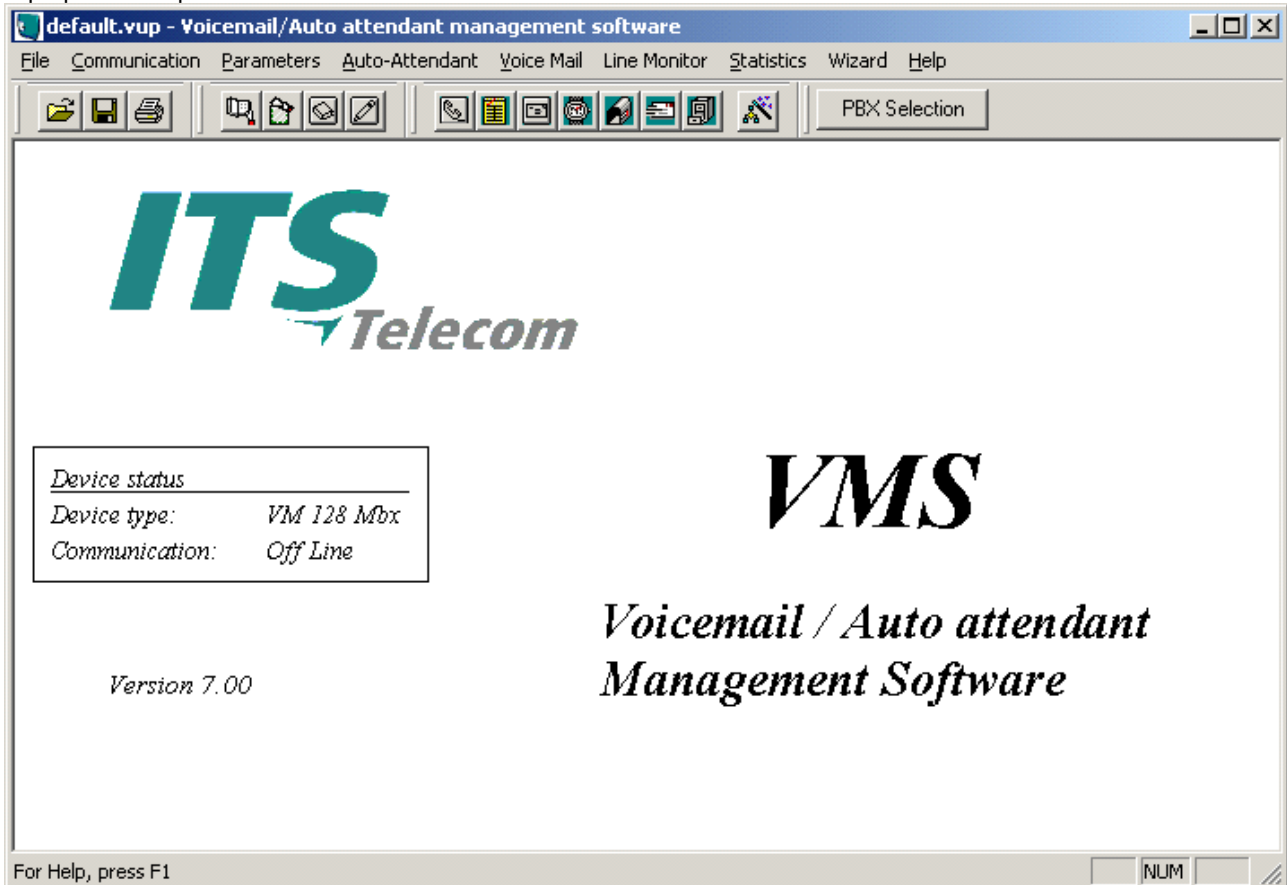 default.vup - Voicemail/Auto attendant management software
File Communication Parameters Auto-Attendant Voice Mail Line Monitor Statistics Wizard Help
PBX Selection
ITS
Telecom
Device status
Device type: VM 128 Mbx
Communication: Off Line
VMS
Voicemail / Auto attendant
Management Software
Version 7.00
For Help, press F1
NUM